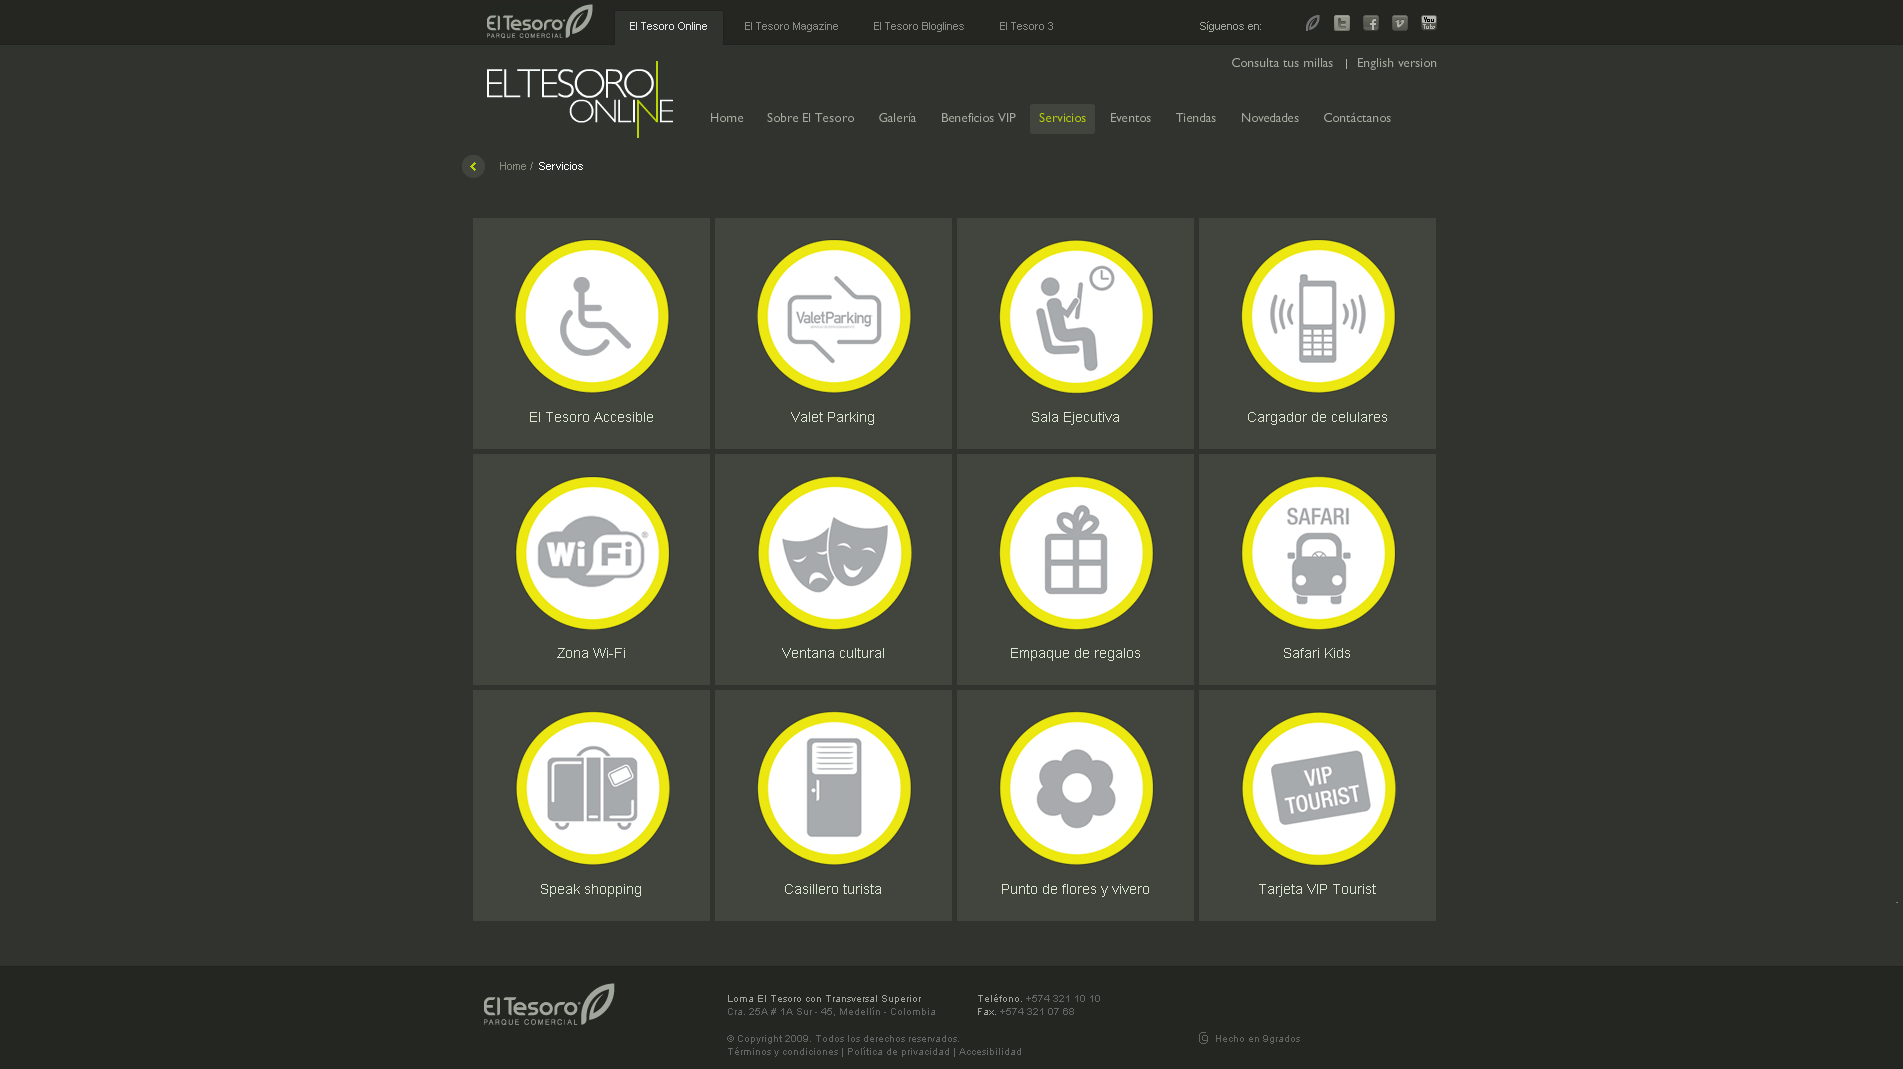 El Tesoro
PARQUE COMERCIAL
El Tesoro Online
El Tesoro Magazine
El Tesoro Bloglines
El Tesoro 3
Síguenos en:
You
Tube
Consulta tus millas | English version
EL TESORO
ONLINE
Home
Sobre El Tesoro
Galería
Beneficios VIP
Servicios
Eventos
Tiendas
Novedades
Contáctanos
Home / Servicios
ValetParking
El Tesoro Accesible
Valet Parking
Sala Ejecutiva
Cargador de celulares
Wi Fi
SAFARI
Zona Wi-Fi
Ventana cultural
Empaque de regalos
Safari Kids
VIP
TOURIST
Speak shopping
Casillero turista
Punto de flores y vivero
Tarjeta VIP Tourist
El Tesoro
PARQUE COMERCIAL
Loma El Tesoro con Transversal Superior
Cra. 25A # 1A Sur - 45, Medellín - Colombia
Teléfono. +574 321 10 10
Fax. +574 321 07 68
© Copyright 2009. Todos los derechos reservados.
Términos y condiciones | Política de privacidad | Accesibilidad
Hecho en 9grados